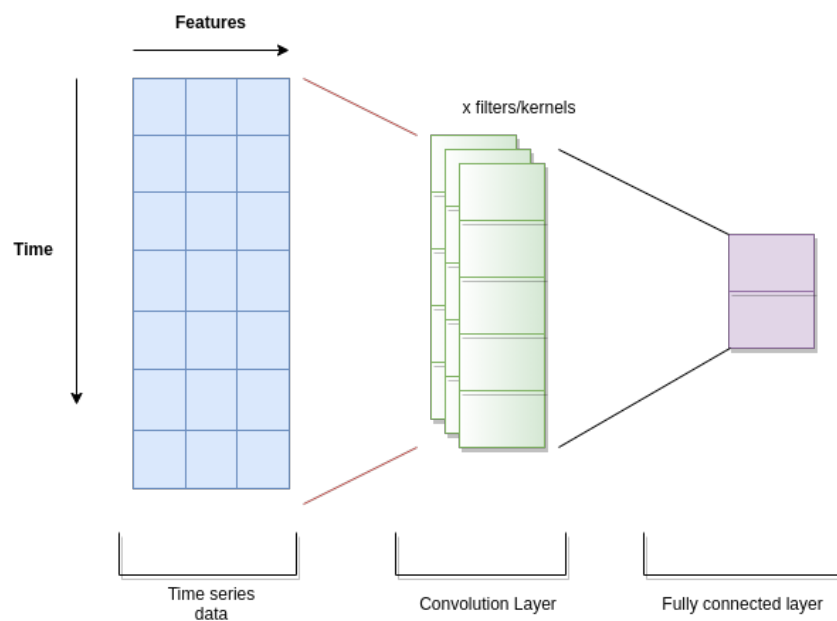 Features
x filters/kernels
Time
Time series
data
Convolution Layer
Fully connected layer